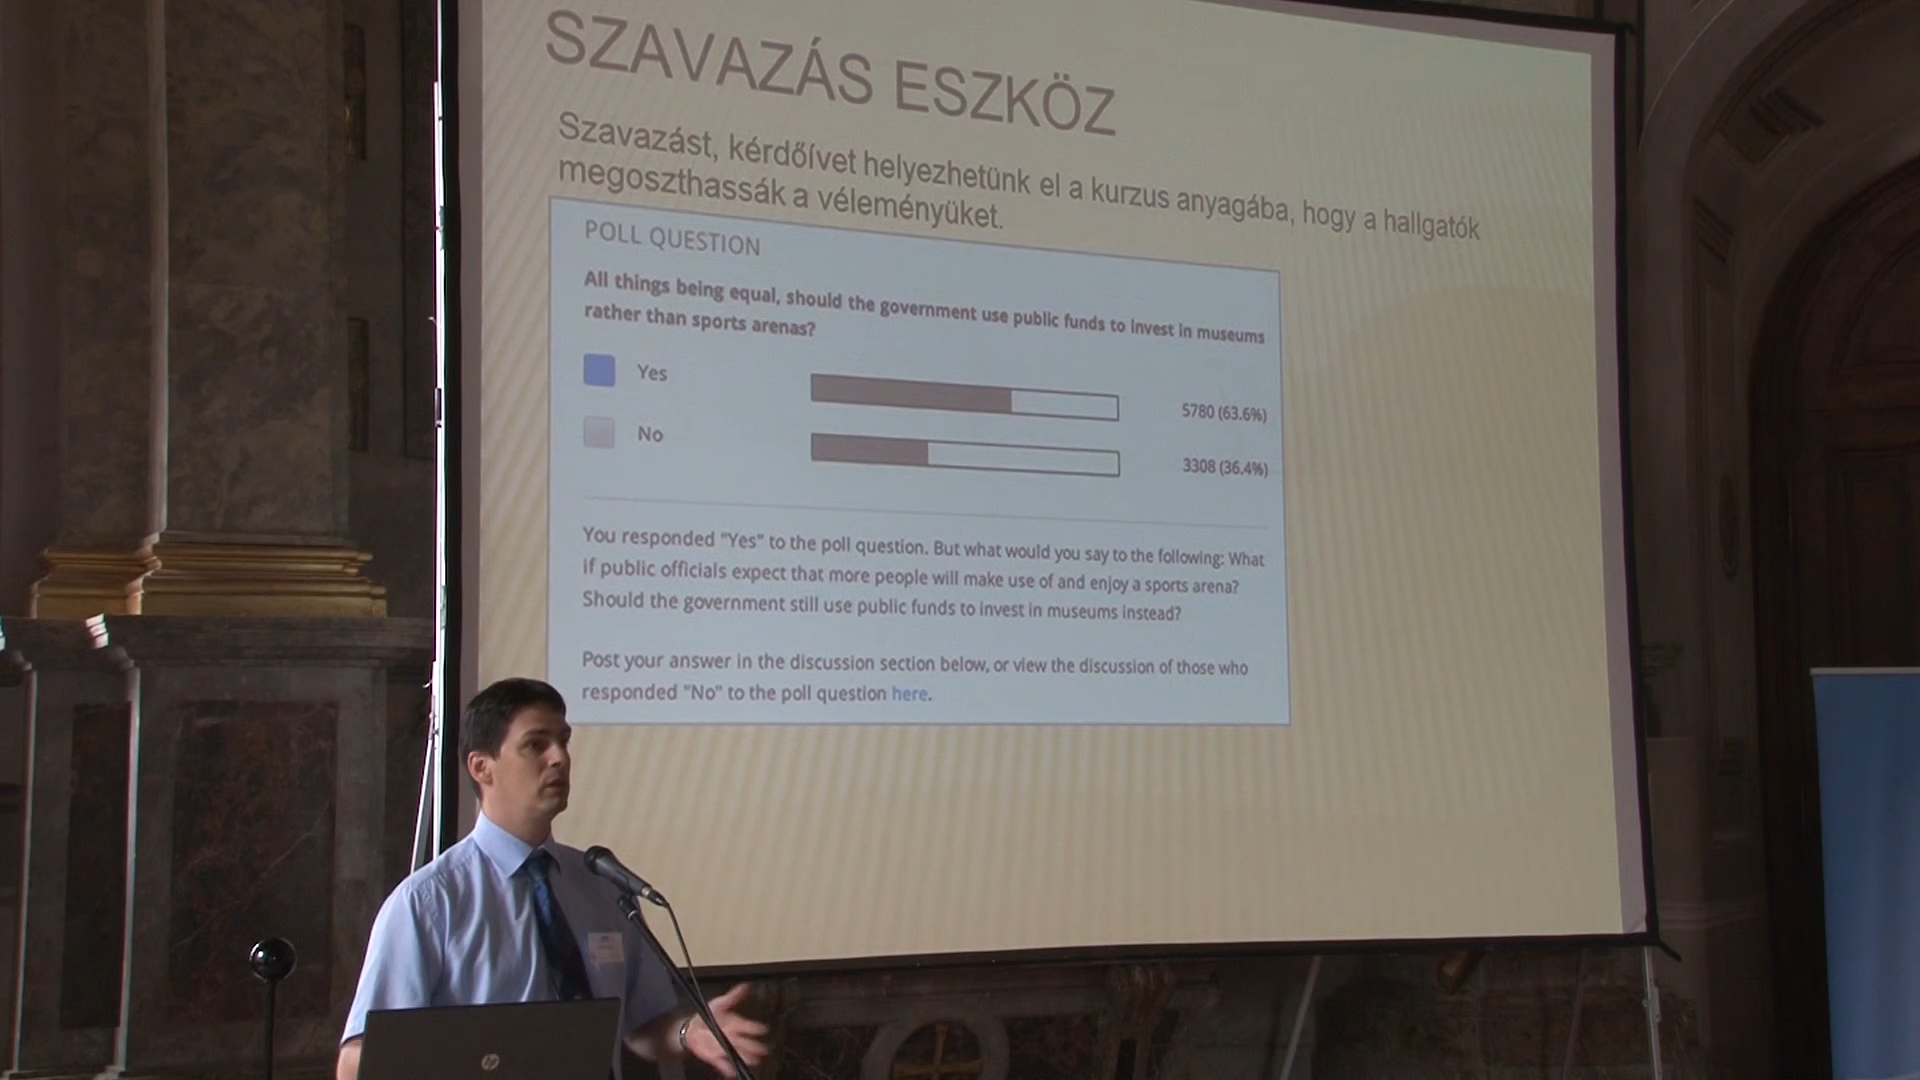 SZAVAZÁS ESZKÖZ
Szavazást, kérdőívet helyezhetünk el a kurzus anyagába, hogy a hallgatók
megoszthassák a véleményüket.
POLL QUESTION
All things being equal, should the government use public funds to invest in museums
rather than sports arenas?
Yes 5780 (63.6%)
No 3308 (36.4%)
You responded "Yes" to the poll question. But what would you say to the following: What
if public officials expect that more people will make use of and enjoy a sports arena?
Should the government still use public funds to invest in museums instead?
Post your answer in the discussion section below, or view the discussion of those who
responded "No" to the poll question here.
hp